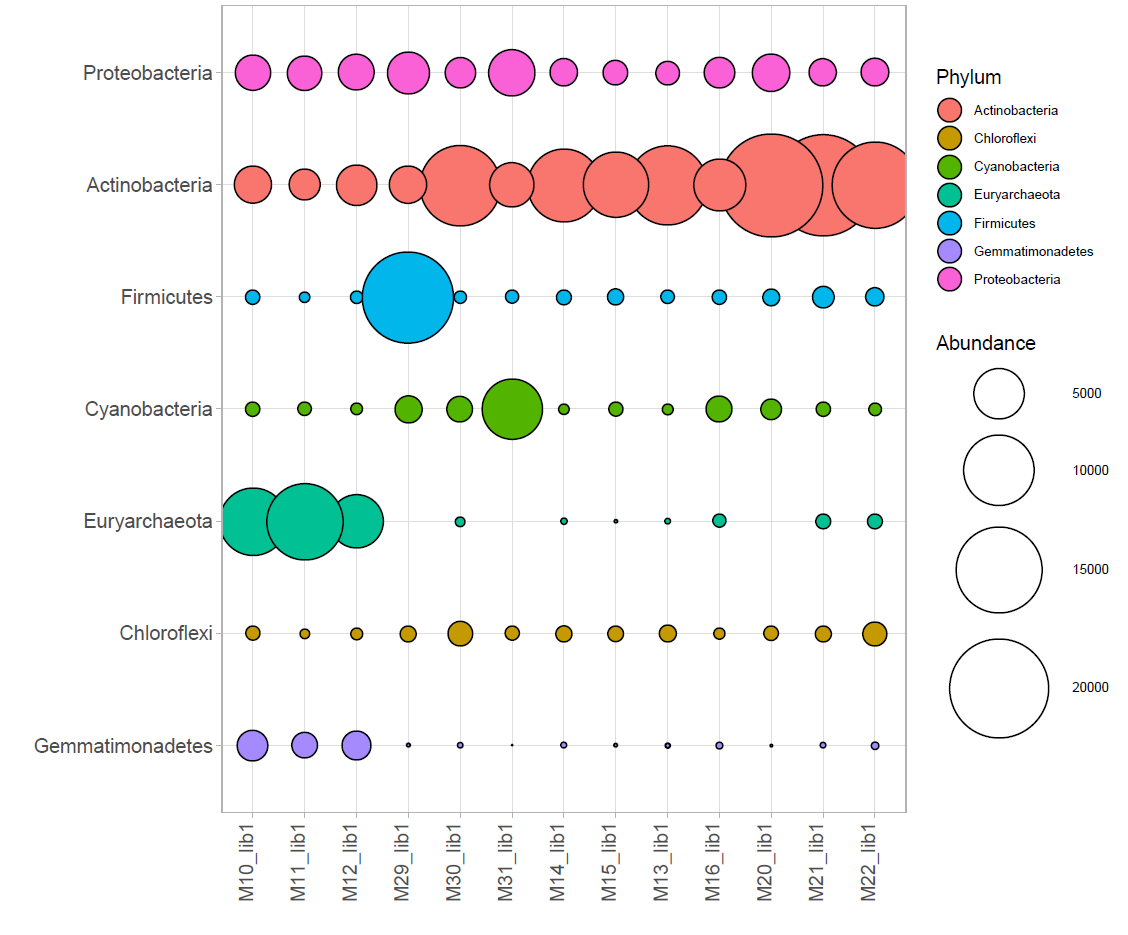 Proteobacteria
Actinobacteria
Firmicutes
Cyanobacteria
Euryarchaeota
Chloroflexi
Gemmatimonadetes
M10_lib1
M11_lib1
M12_lib1
M29_lib1
M30_lib1
M31_lib1
M14_lib1
M15_lib1
M13_lib1
M16_lib1
M20_lib1
M21_lib1
M22_lib1
Phylum
Actinobacteria
Chloroflexi
Cyanobacteria
Euryarchaeota
Firmicutes
Gemmatimonadetes
Proteobacteria
Abundance
5000
10000
15000
20000